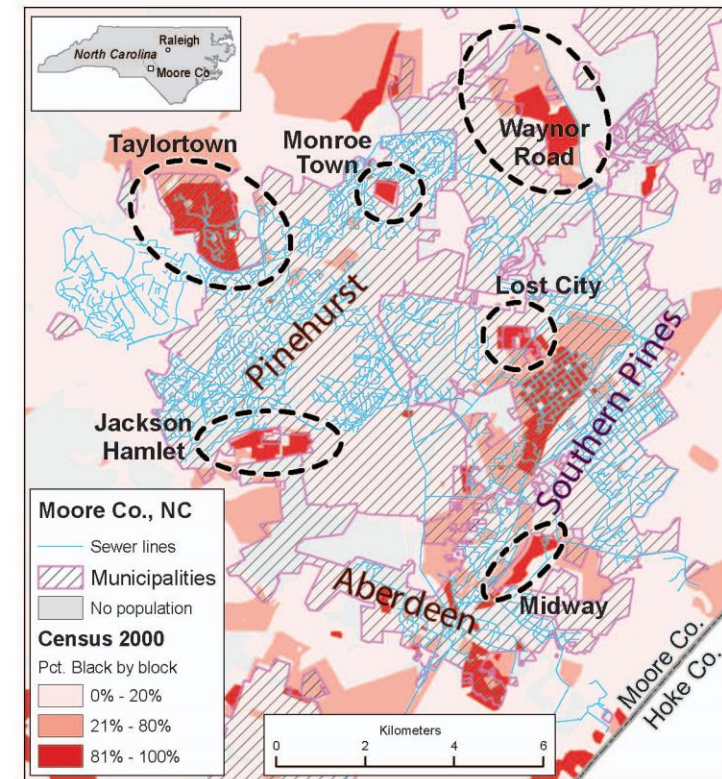 Raleigh
North Carolina
Moore Co.
Taylortown
Monroe
Town
Waynor
Road
Lost City
Pinehurst
Southern Pines
Jackson
Hamlet
Aberdeen
Midway
Moore Co.
Hoke Co.
Moore Co., NC
Sewer lines
Municipalities
No population
Census 2000
Pct. Black by block
0% - 20%
21% - 80%
81% - 100%
Kilometers
0 2 4 6